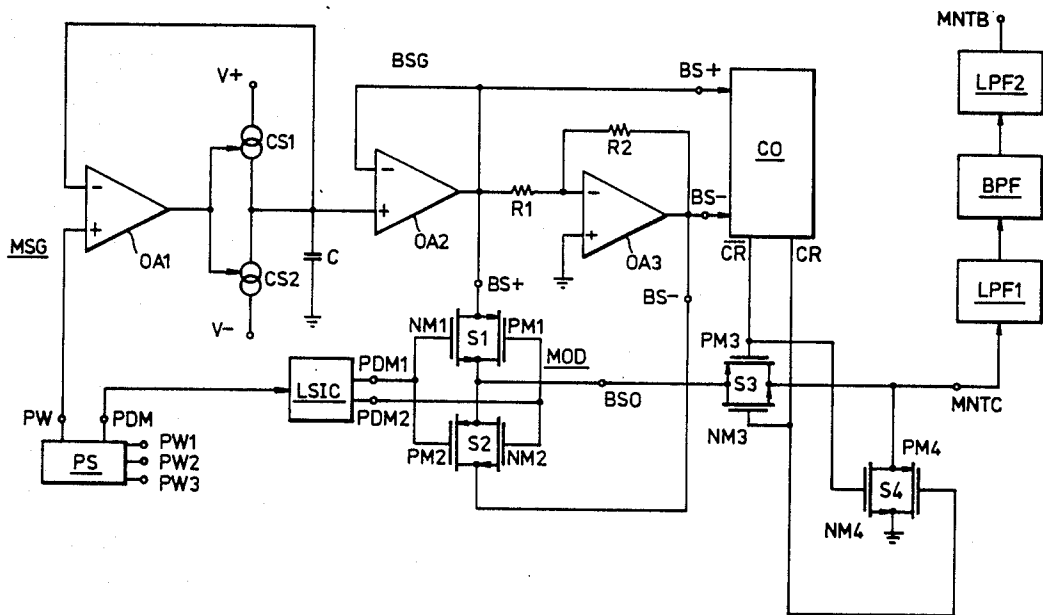 MNTB
V+
BSG
BS+
LPF2
CS1
CO
R2
BPF
R1
BS-
MSG
OA1
OA2
OA3
C
CR
CR
CS2
BS+
BS-
LPF1
V-
NM1
S1
PM1
PM3
MOD
PDM1
LSIC
S3
BSO
MNTC
PW
PDM
PDM2
S2
NM3
PW1
PS
PW2
PM2
NM2
PM4
PW3
S4
NM4